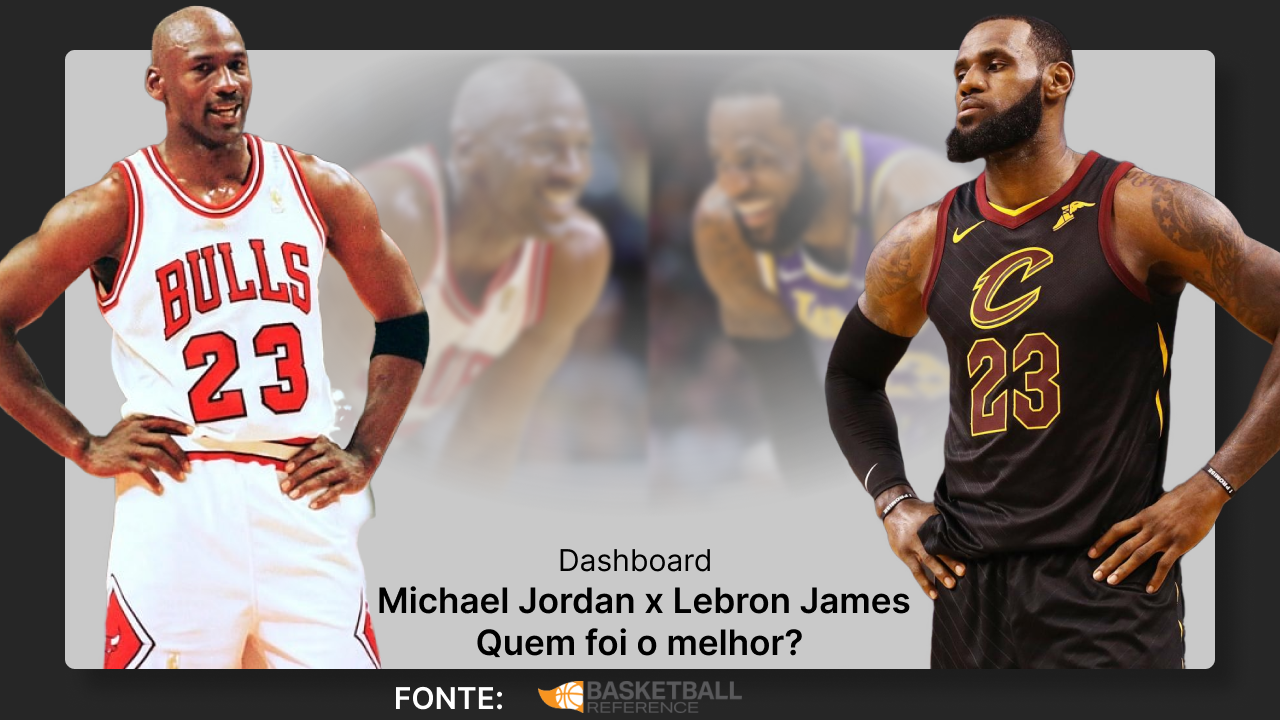 BULLS
23
C
23
Dashboard
Michael Jordan x Lebron James
Quem foi o melhor?
FONTE:
BASKETBALL
REFERENCE